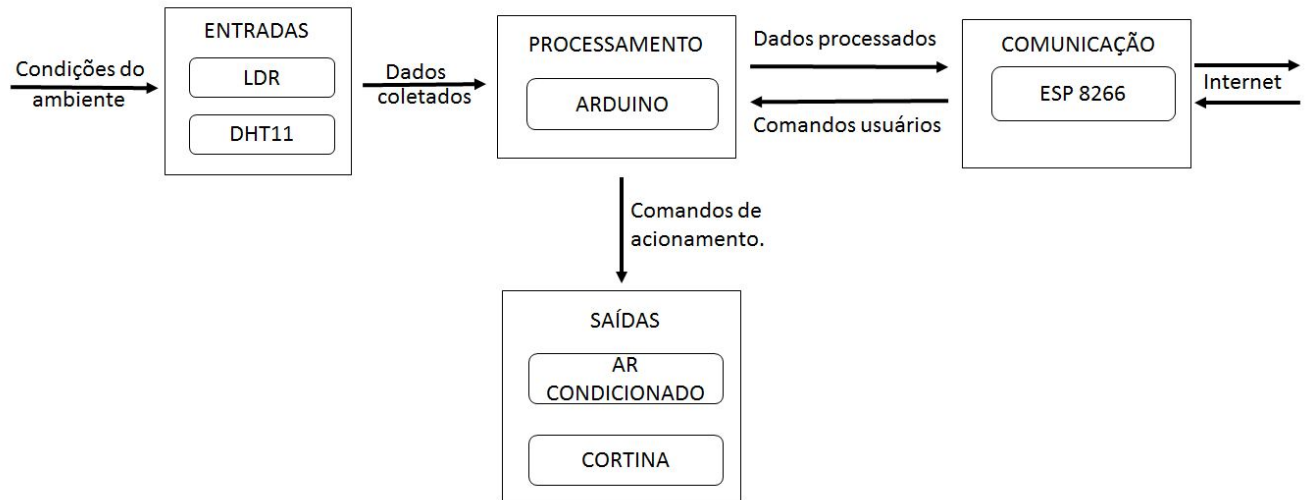 Condições do
ambiente
ENTRADAS
LDR
DHT11
Dados
coletados
PROCESSAMENTO
ARDUINO
Dados processados
Comandos usuários
COMUNICAÇÃO
ESP 8266
Internet
Comandos de
acionamento.
SAÍDAS
AR
CONDICIONADO
CORTINA